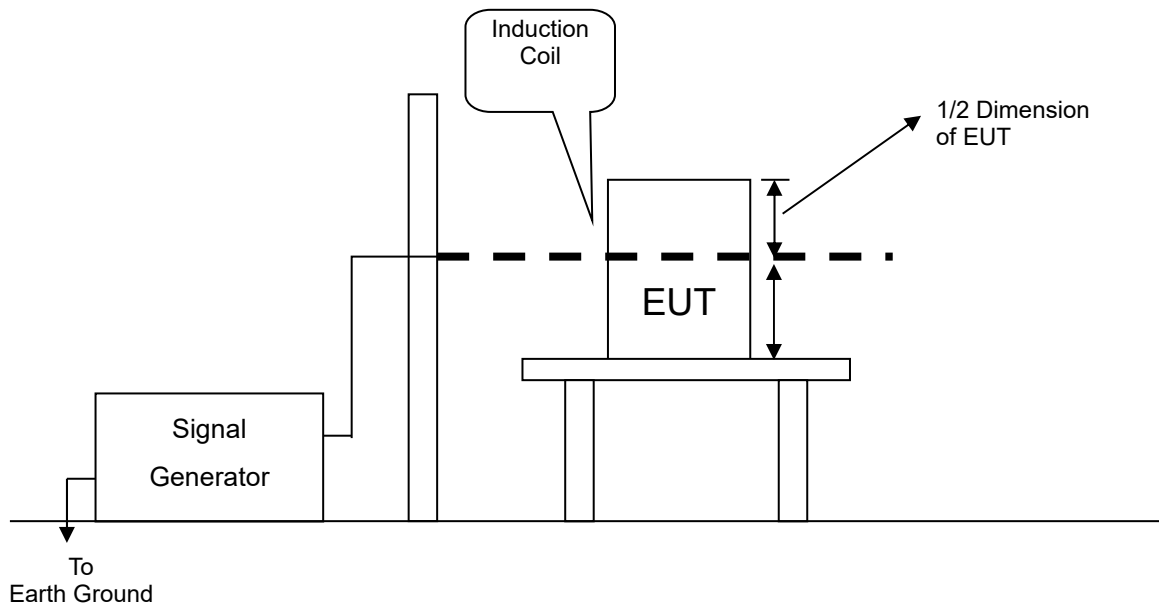 Induction
Coil
1/2 Dimension
of EUT
EUT
Signal
Generator
To
Earth Ground